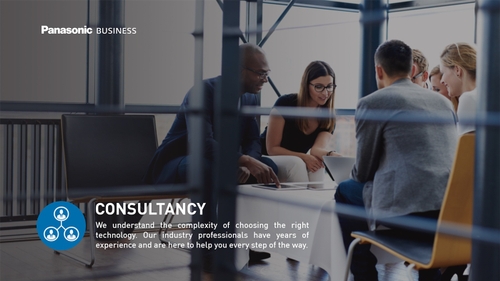 Panasonic BUSINESS
CONSULTANCY
We understand the complexity of choosing the right
technology. Our industry professionals have years of
experience and are here to help you every step of the way.